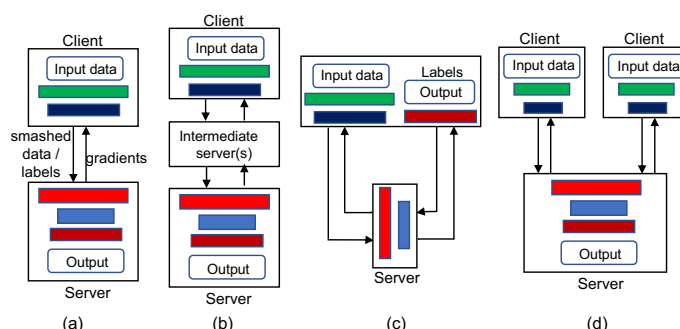 Client
Input data
smashed
data /
labels
gradients
Output
Server
(a)
Client
Input data
Intermediate
server(s)
Output
Server
(b)
Input data
Labels
Output
Server
(c)
Client
Input data
Client
Input data
Output
Server
(d)